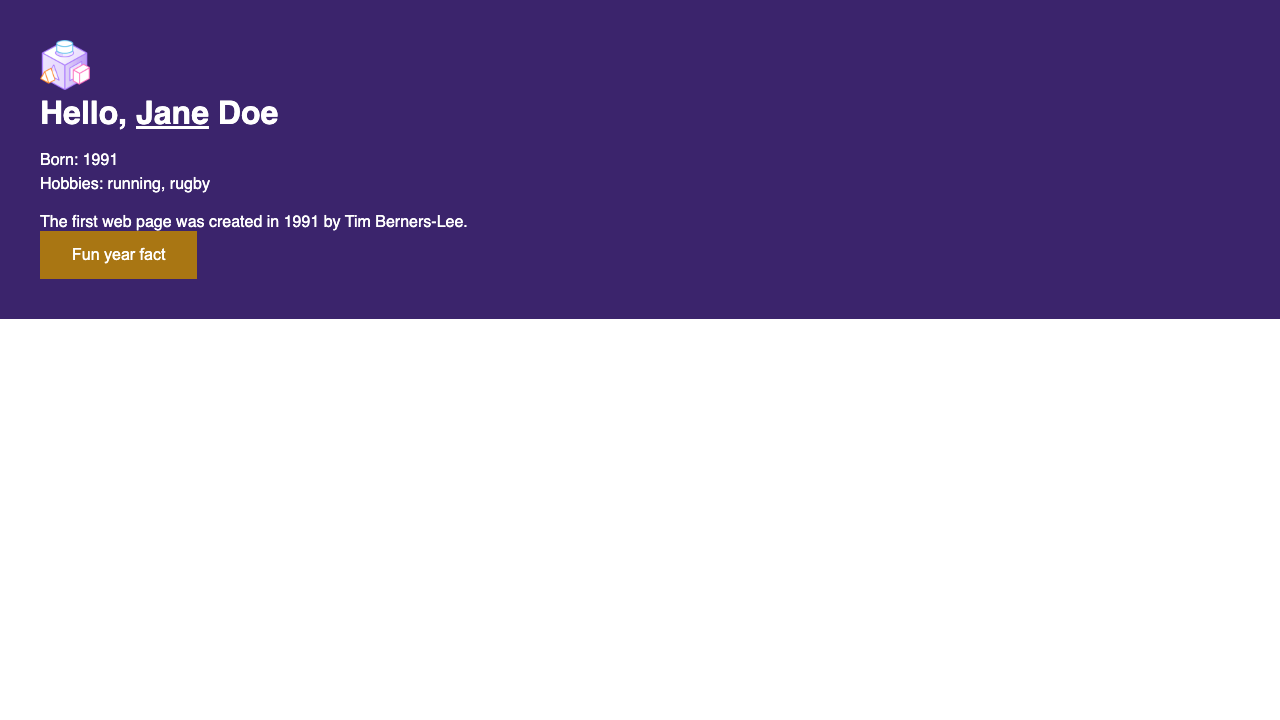 Hello, Jane Doe
Born: 1991
Hobbies: running, rugby
The first web page was created in 1991 by Tim Berners-Lee.
Fun year fact